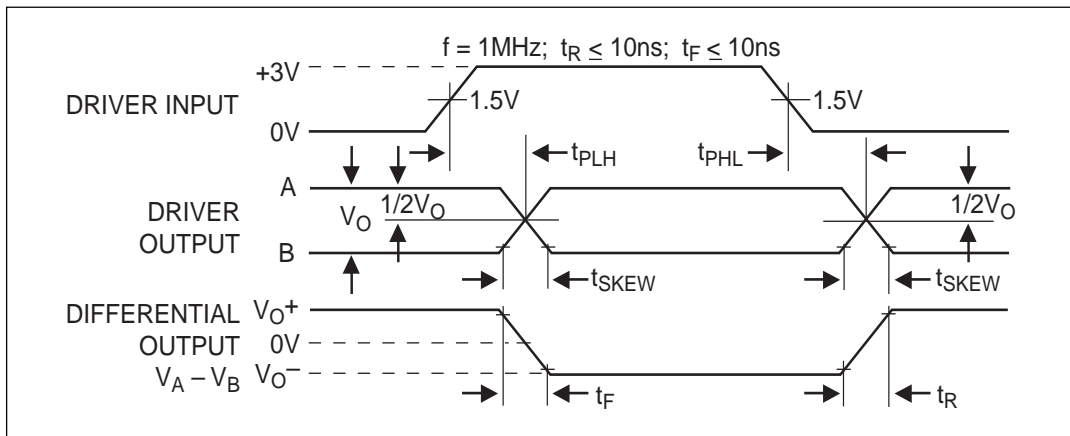 f = 1MHz; tR ≤ 10ns; tF ≤ 10ns
+3V
DRIVER INPUT
1.5V
1.5V
0V
tPLH
tPHL
A
DRIVER
OUTPUT
VO
1/2VO
1/2VO
B
tSKEW
tSKEW
DIFFERENTIAL
OUTPUT
VA – VB
VO+
0V
VO–
tF
tR